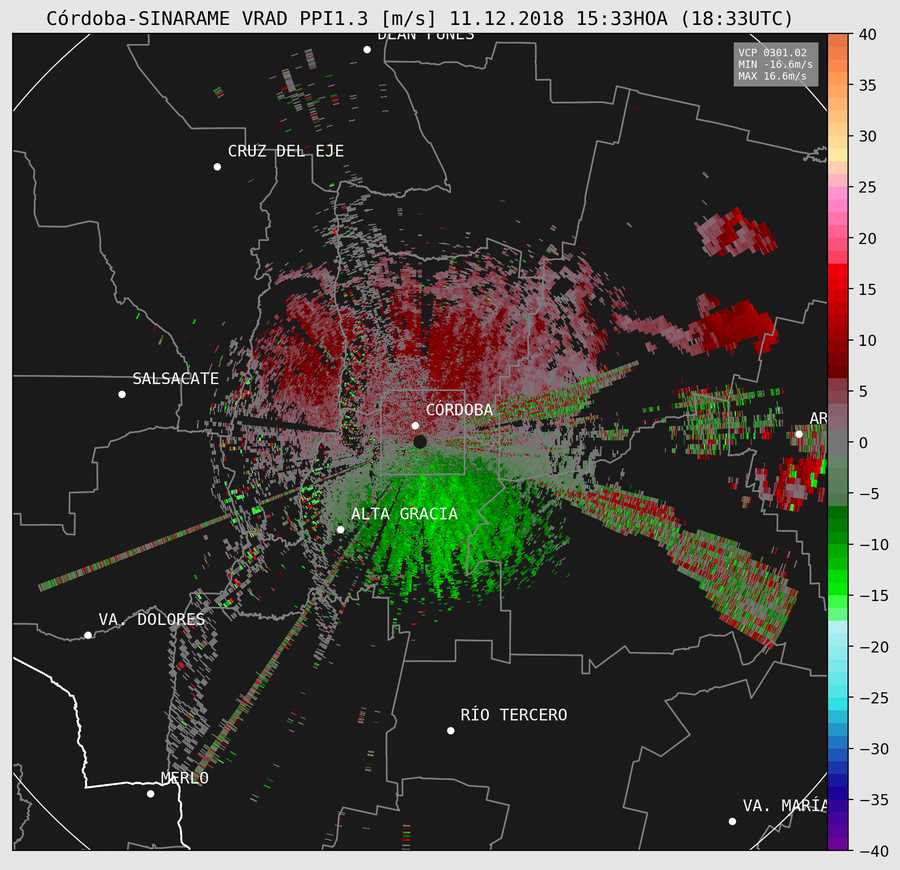 Córdoba-SINARAME VRAD PPI1.3 [m/s] 11.12.2018 15:33HOA (18:33UTC)
DEAN FUNES
VCP 0301.02
MIN -16.6m/s
MAX 16.6m/s
CRUZ DEL EJE
SALSACATE
CÓRDOBA
AR
ALTA GRACIA
VA. DOLORES
RÍO TERCERO
MERLO
VA. MARÍA
40
35
30
25
20
15
10
5
0
−5
−10
−15
−20
−25
−30
−35
−40